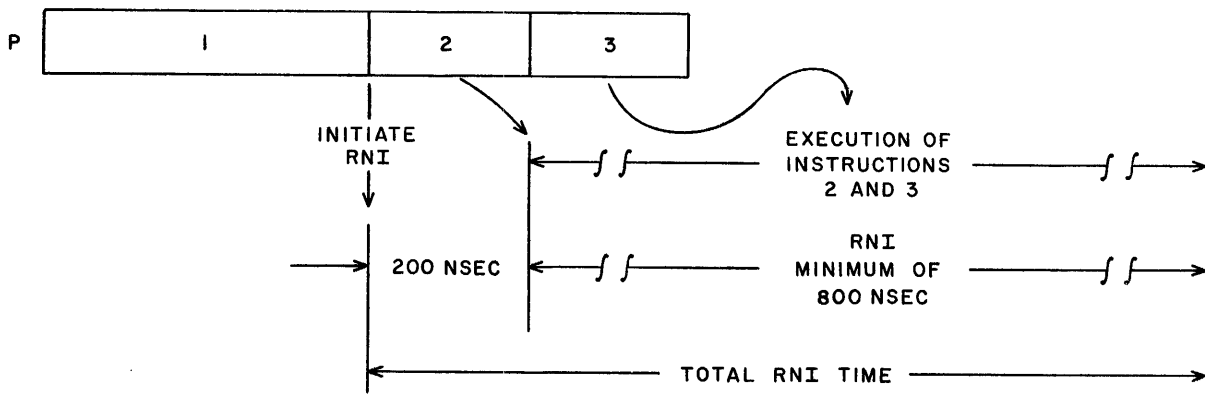 P 1 2 3
INITIATE
RNI
EXECUTION OF
INSTRUCTIONS
2 AND 3
200 NSEC
RNI
MINIMUM OF
800 NSEC
TOTAL RNI TIME